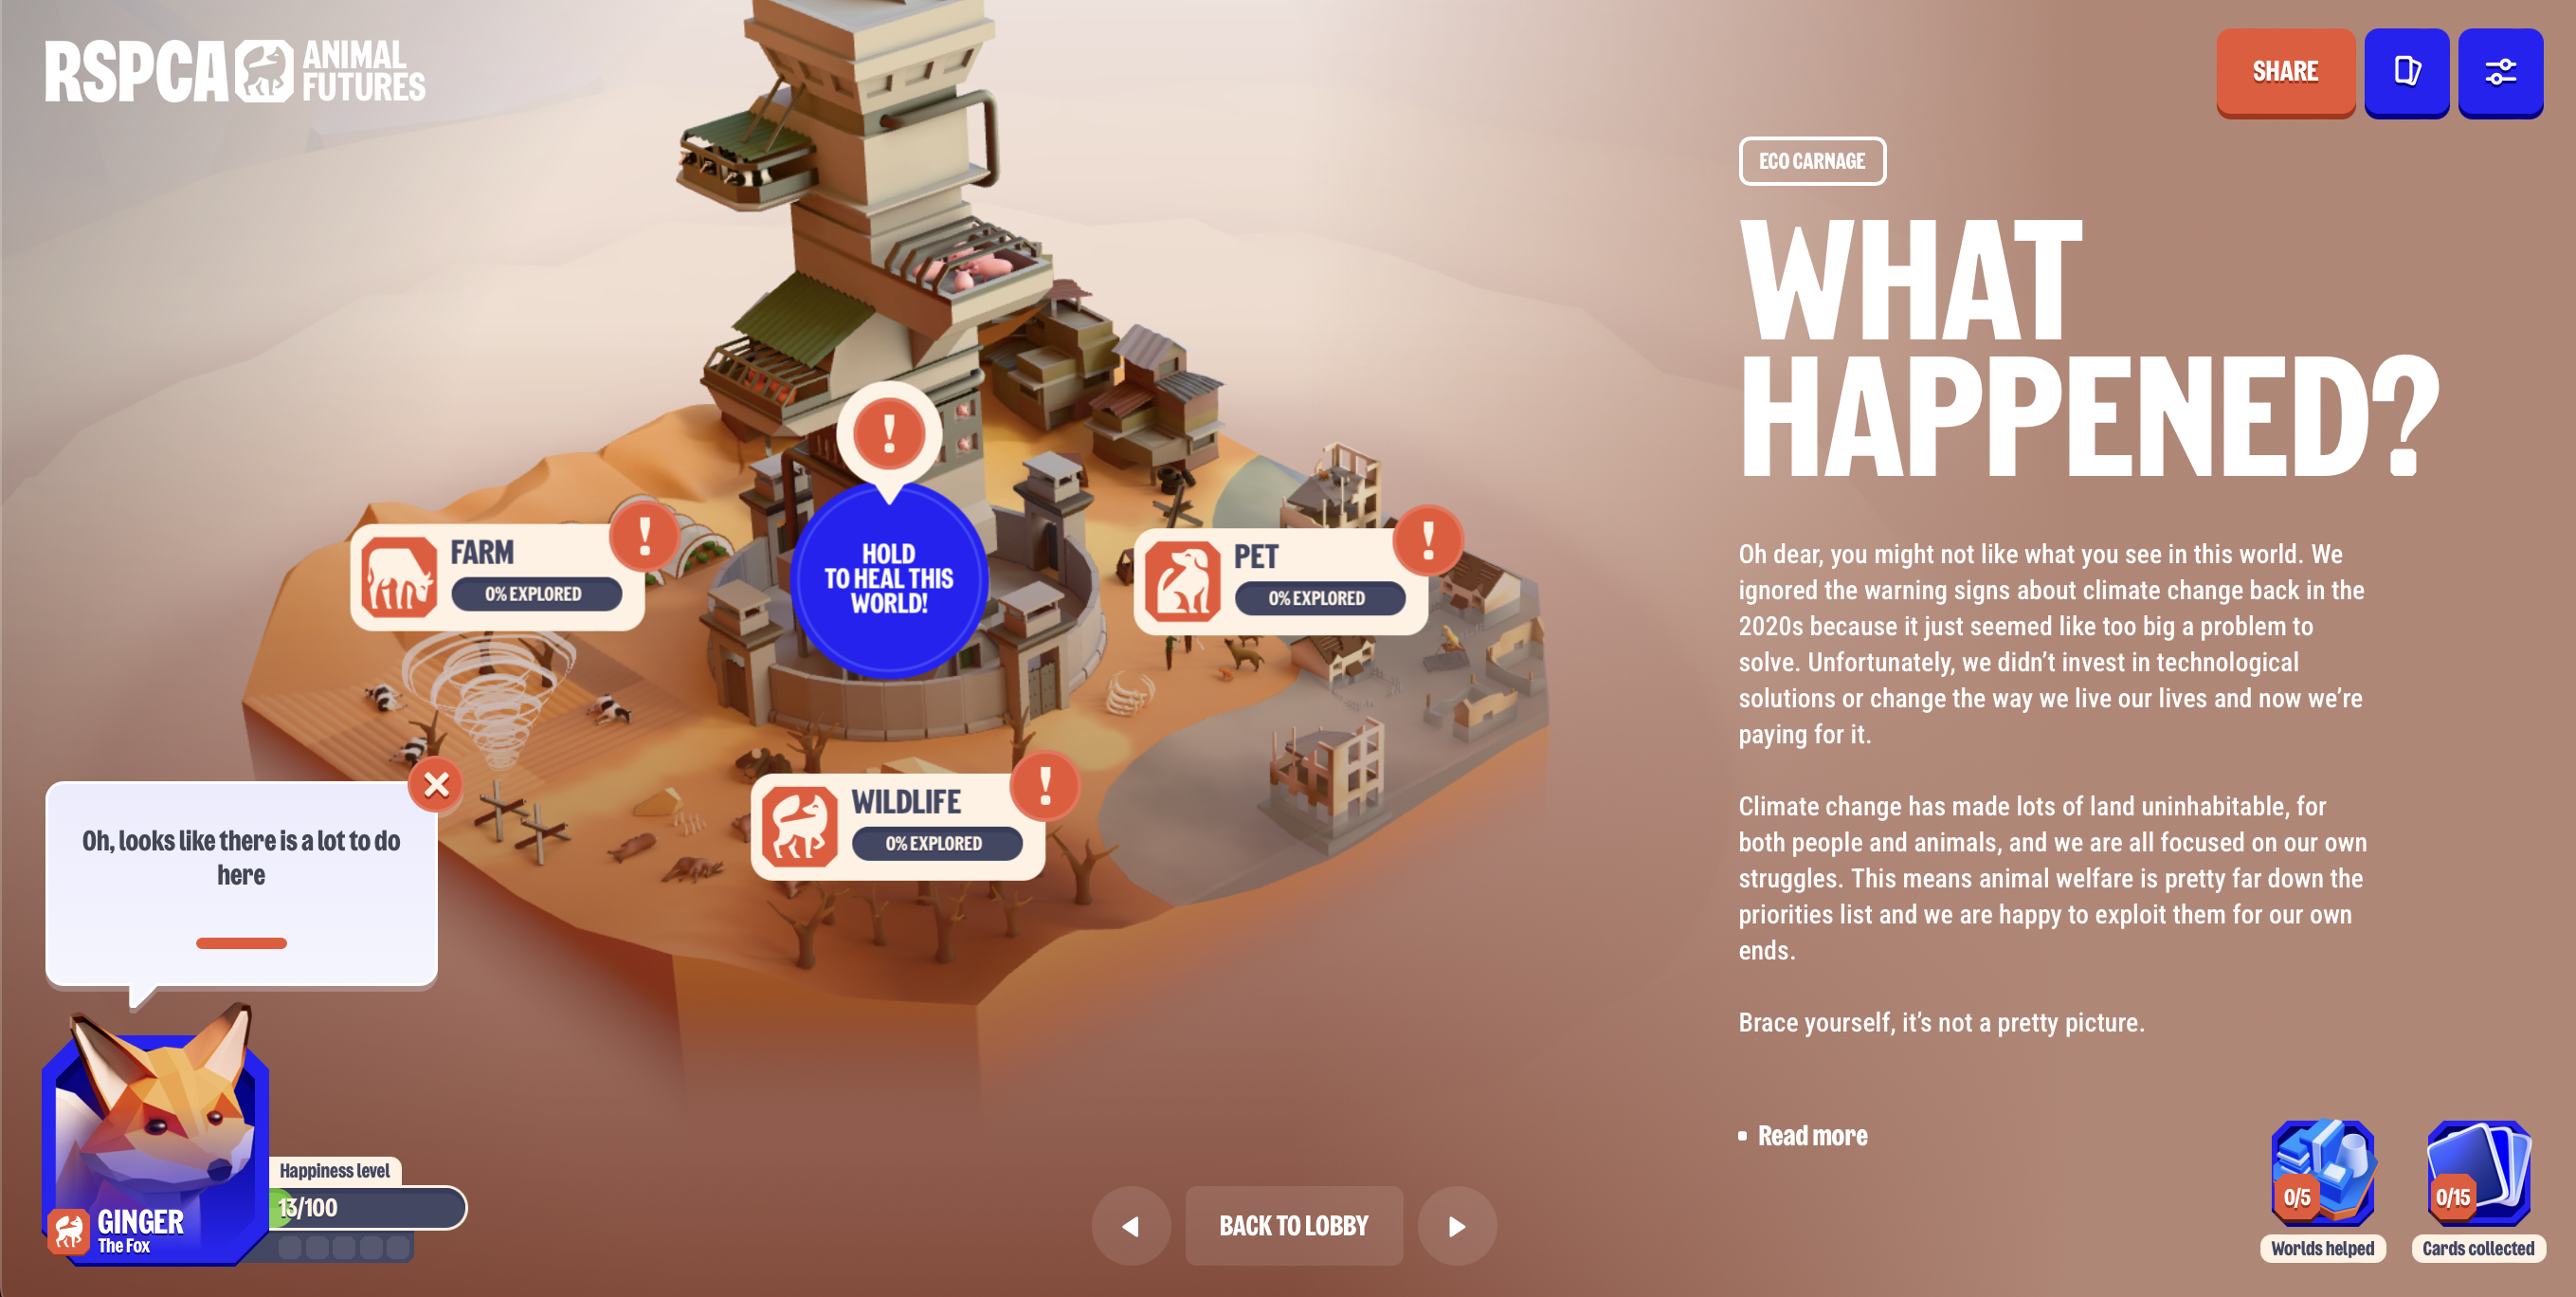 RSPCA ANIMAL
FUTURES
SHARE
ECO CARNAGE
WHAT
HAPPENED?
Oh dear, you might not like what you see in this world. We
ignored the warning signs about climate change back in the
2020s because it just seemed like too big a problem to
solve. Unfortunately, we didn’t invest in technological
solutions or change the way we live our lives and now we’re
paying for it.
Climate change has made lots of land uninhabitable, for
both people and animals, and we are all focused on our own
struggles. This means animal welfare is pretty far down the
priorities list and we are happy to exploit them for our own
ends.
Brace yourself, it’s not a pretty picture.
Read more
!
HOLD
TO HEAL THIS
WORLD!
FARM
0% EXPLORED
!
PET
0% EXPLORED
!
WILDLIFE
0% EXPLORED
!
Oh, looks like there is a lot to do
here
GINGER
The Fox
Happiness level
13/100
BACK TO LOBBY
0/5
Worlds helped
0/15
Cards collected